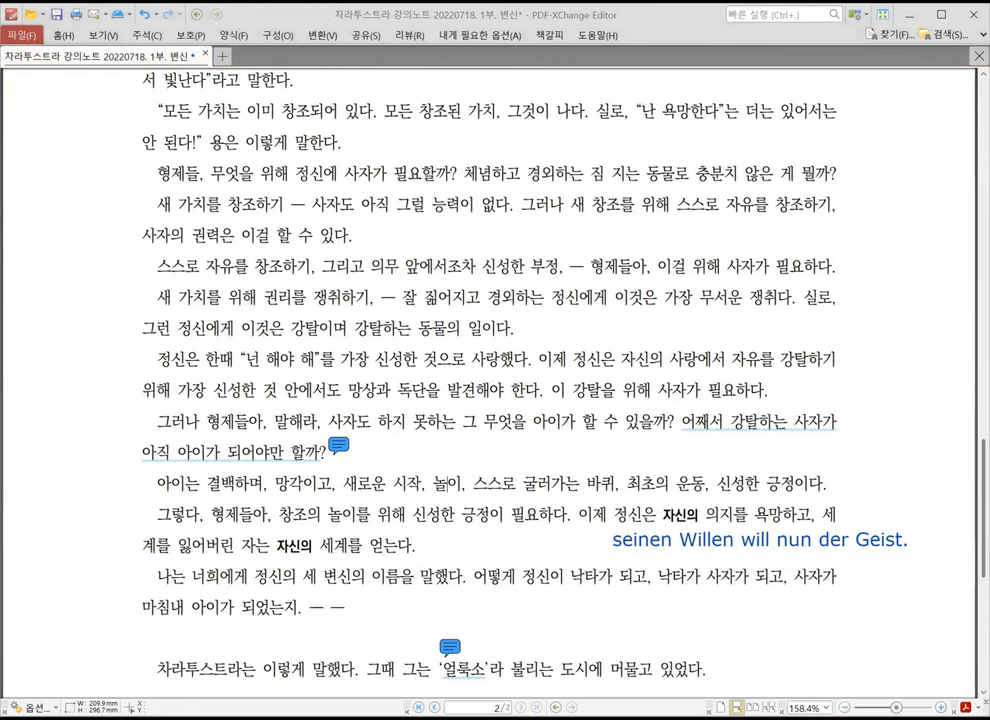 차라투스트라 강의노트 20220718. 1부. 변신* - PDF-XChange Editor
빠른 실행 (Ctrl+.)
파일(F) 홈(H) 보기(V) 주석(C) 보호(P) 양식(F) 구성(O) 변환(V) 공유(S) 리뷰(R) 내게 필요한 옵션(A) 책갈피 도움말(H) 찾기(F)... 검색(S)...
차라투스트라 강의노트 20220718. 1부. 변신 *
서 빛난다”라고 말한다.
“모든 가치는 이미 창조되어 있다. 모든 창조된 가치, 그것이 나다. 실로, “난 욕망한다”는 더는 있어서는
안 된다!” 용은 이렇게 말한다.
형제들, 무엇을 위해 정신에 사자가 필요할까? 체념하고 경외하는 짐 지는 동물로 충분치 않은 게 뭘까?
새 가치를 창조하기 — 사자도 아직 그럴 능력이 없다. 그러나 새 창조를 위해 스스로 자유를 창조하기,
사자의 권력은 이걸 할 수 있다.
스스로 자유를 창조하기, 그리고 의무 앞에서조차 신성한 부정, — 형제들아, 이걸 위해 사자가 필요하다.
새 가치를 위해 권리를 쟁취하기, — 잘 짊어지고 경외하는 정신에게 이것은 가장 무서운 쟁취다. 실로,
그런 정신에게 이것은 강탈이며 강탈하는 동물의 일이다.
정신은 한때 “넌 해야 해”를 가장 신성한 것으로 사랑했다. 이제 정신은 자신의 사랑에서 자유를 강탈하기
위해 가장 신성한 것 안에서도 망상과 독단을 발견해야 한다. 이 강탈을 위해 사자가 필요하다.
그러나 형제들아, 말해라, 사자도 하지 못하는 그 무엇을 아이가 할 수 있을까? 어째서 강탈하는 사자가
아직 아이가 되어야만 할까?
아이는 결백하며, 망각이고, 새로운 시작, 놀이, 스스로 굴러가는 바퀴, 최초의 운동, 신성한 긍정이다.
그렇다, 형제들아, 창조의 놀이를 위해 신성한 긍정이 필요하다. 이제 정신은 자신의 의지를 욕망하고, 세
계를 잃어버린 자는 자신의 세계를 얻는다.
seinen Willen will nun der Geist.
나는 너희에게 정신의 세 변신의 이름을 말했다. 어떻게 정신이 낙타가 되고, 낙타가 사자가 되고, 사자가
마침내 아이가 되었는지. — —
차라투스트라는 이렇게 말했다. 그때 그는 ‘얼룩소’라 불리는 도시에 머물고 있었다.
옵션... W: 209.9mm H: 296.7mm X: Y: 2/2 158.4%